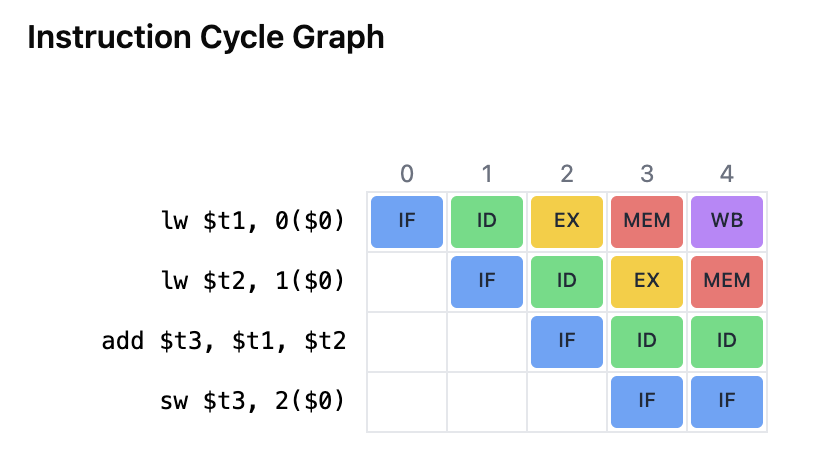 Instruction Cycle Graph
0 1 2 3 4
lw $t1, 0($0) IF ID EX MEM WB
lw $t2, 1($0) IF ID EX MEM
add $t3, $t1, $t2 IF ID ID
sw $t3, 2($0) IF IF